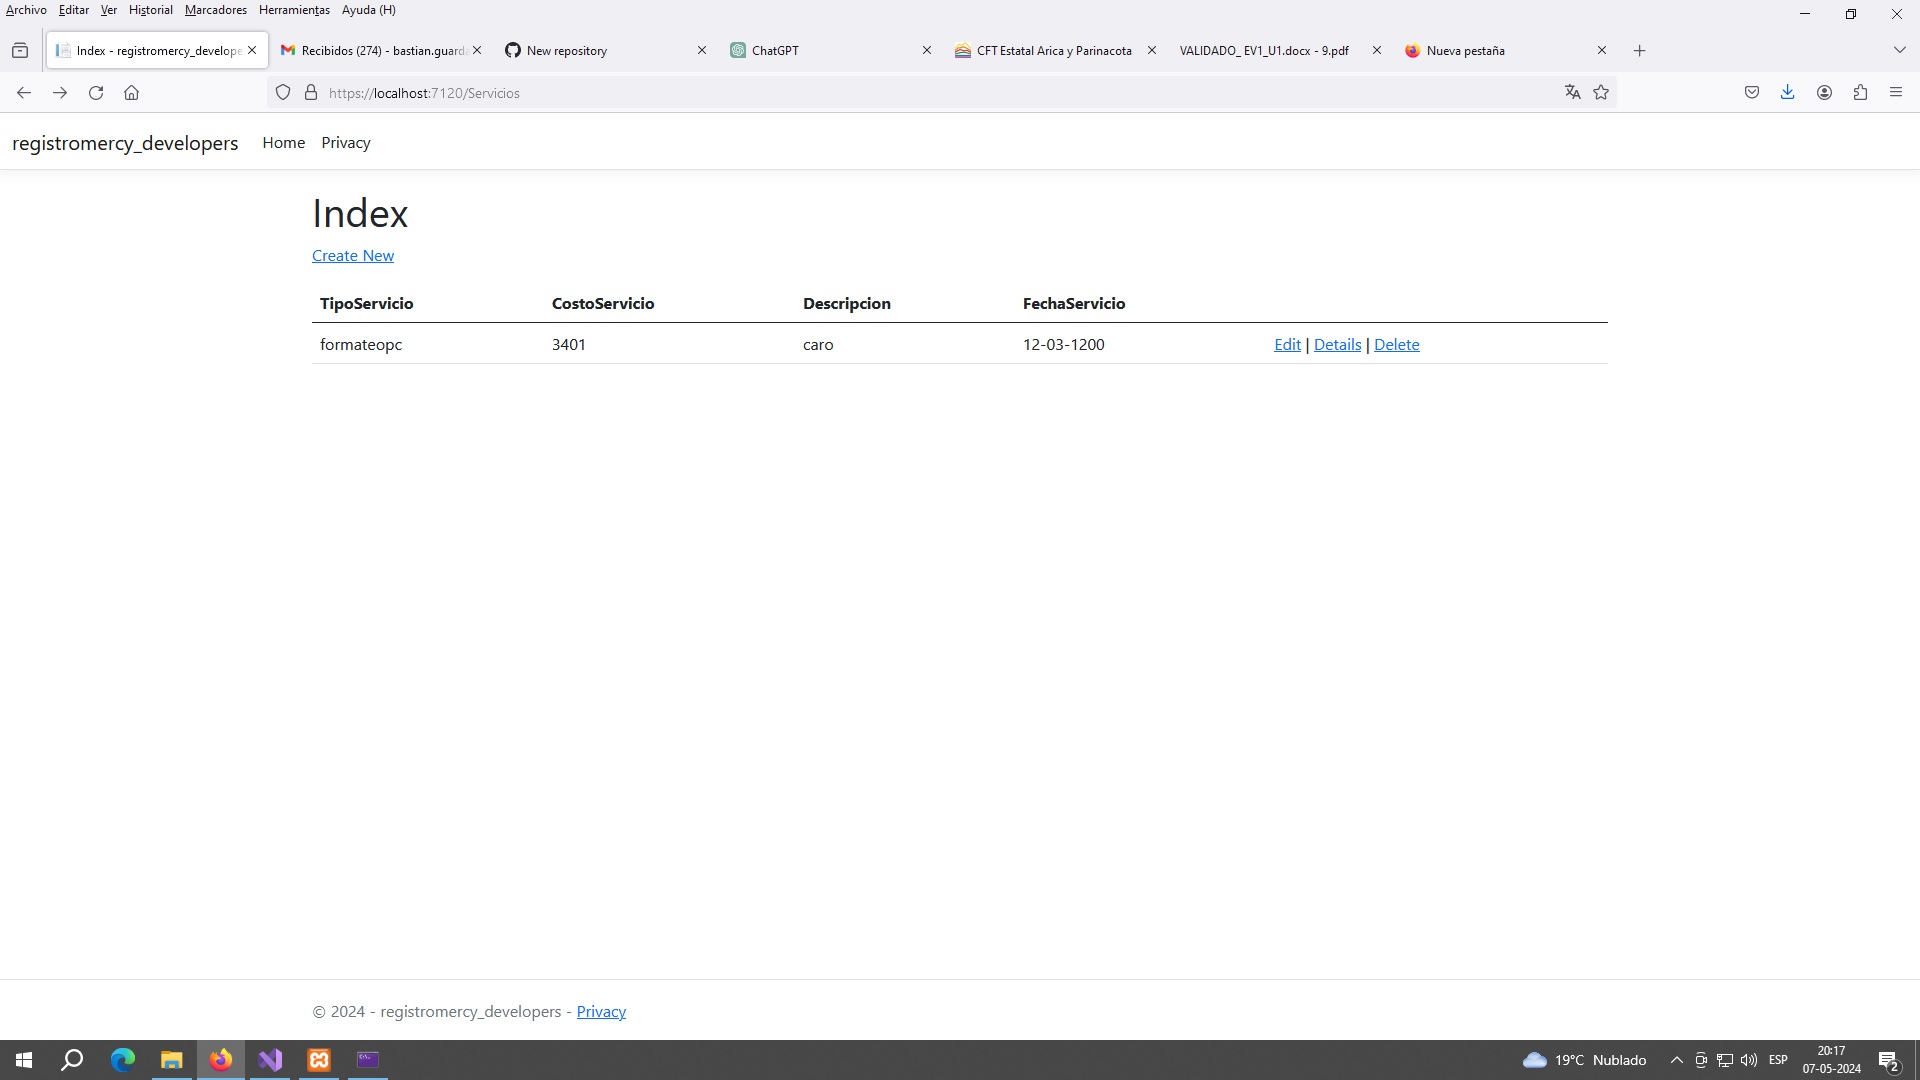 Archivo Editar Ver Historial Marcadores Herramientas Ayuda (H)
Index - registromercy_develope
Recibidos (274) - bastian.guarda
New repository
ChatGPT
CFT Estatal Arica y Parinacota
VALIDADO_ EV1_U1.docx - 9.pdf
Nueva pestaña
https://localhost:7120/Servicios
registromercy_developers Home Privacy
Index
Create New
TipoServicio CostoServicio Descripcion FechaServicio
formateopc 3401 caro 12-03-1200 Edit | Details | Delete
© 2024 - registromercy_developers - Privacy
19°C Nublado
ESP
20:17
07-05-2024
2